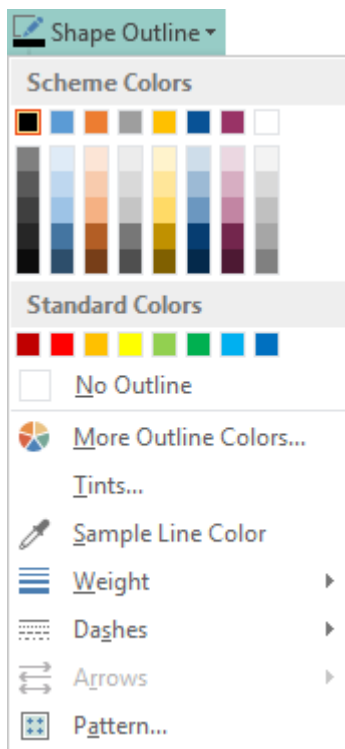 Shape Outline
Scheme Colors
Standard Colors
No Outline
More Outline Colors...
Tints...
Sample Line Color
Weight
Dashes
Arrows
Pattern...